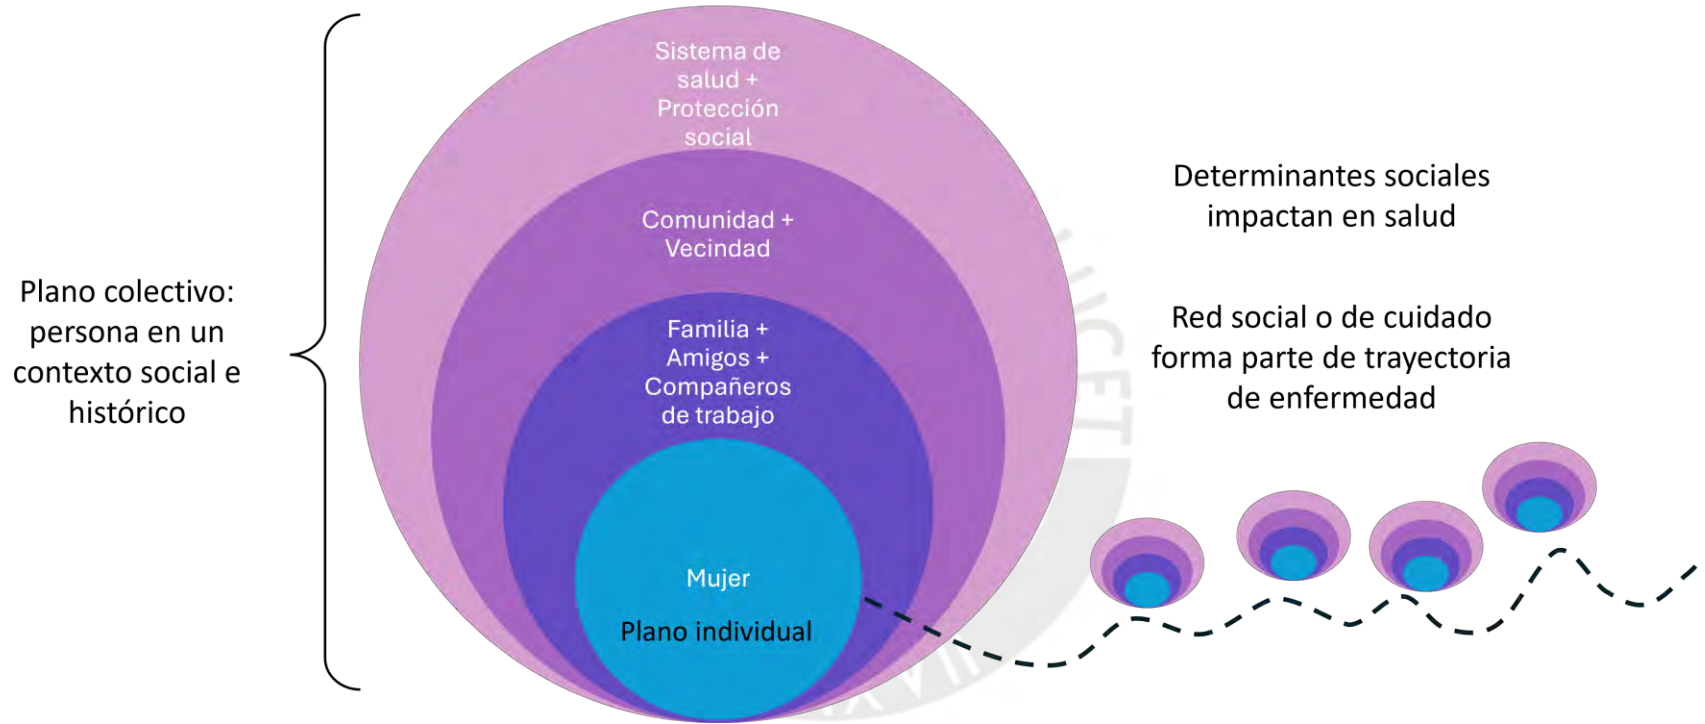 Sistema de
salud +
Protección
social
Comunidad +
Vecindad
Familia +
Amigos +
Compañeros
de trabajo
Mujer
Plano individual
Plano colectivo:
persona en un
contexto social e
histórico
Determinantes sociales
impactan en salud
Red social o de cuidado
forma parte de trayectoria
de enfermedad